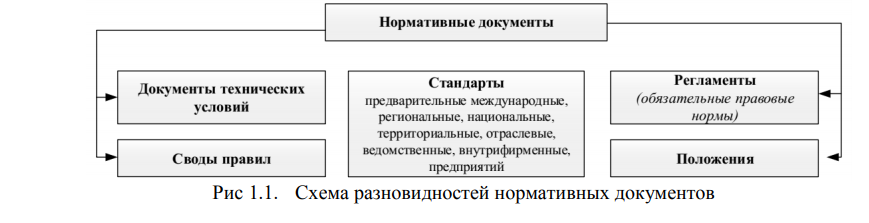 Нормативные документы
Документы технических
условий
Стандарты
предварительные международные,
региональные, национальные,
территориальные, отраслевые,
ведомственные, внутрифирменные,
предприятий
Регламенты
(обязательные правовые
нормы)
Своды правил
Положения
Рис 1.1. Схема разновидностей нормативных документов